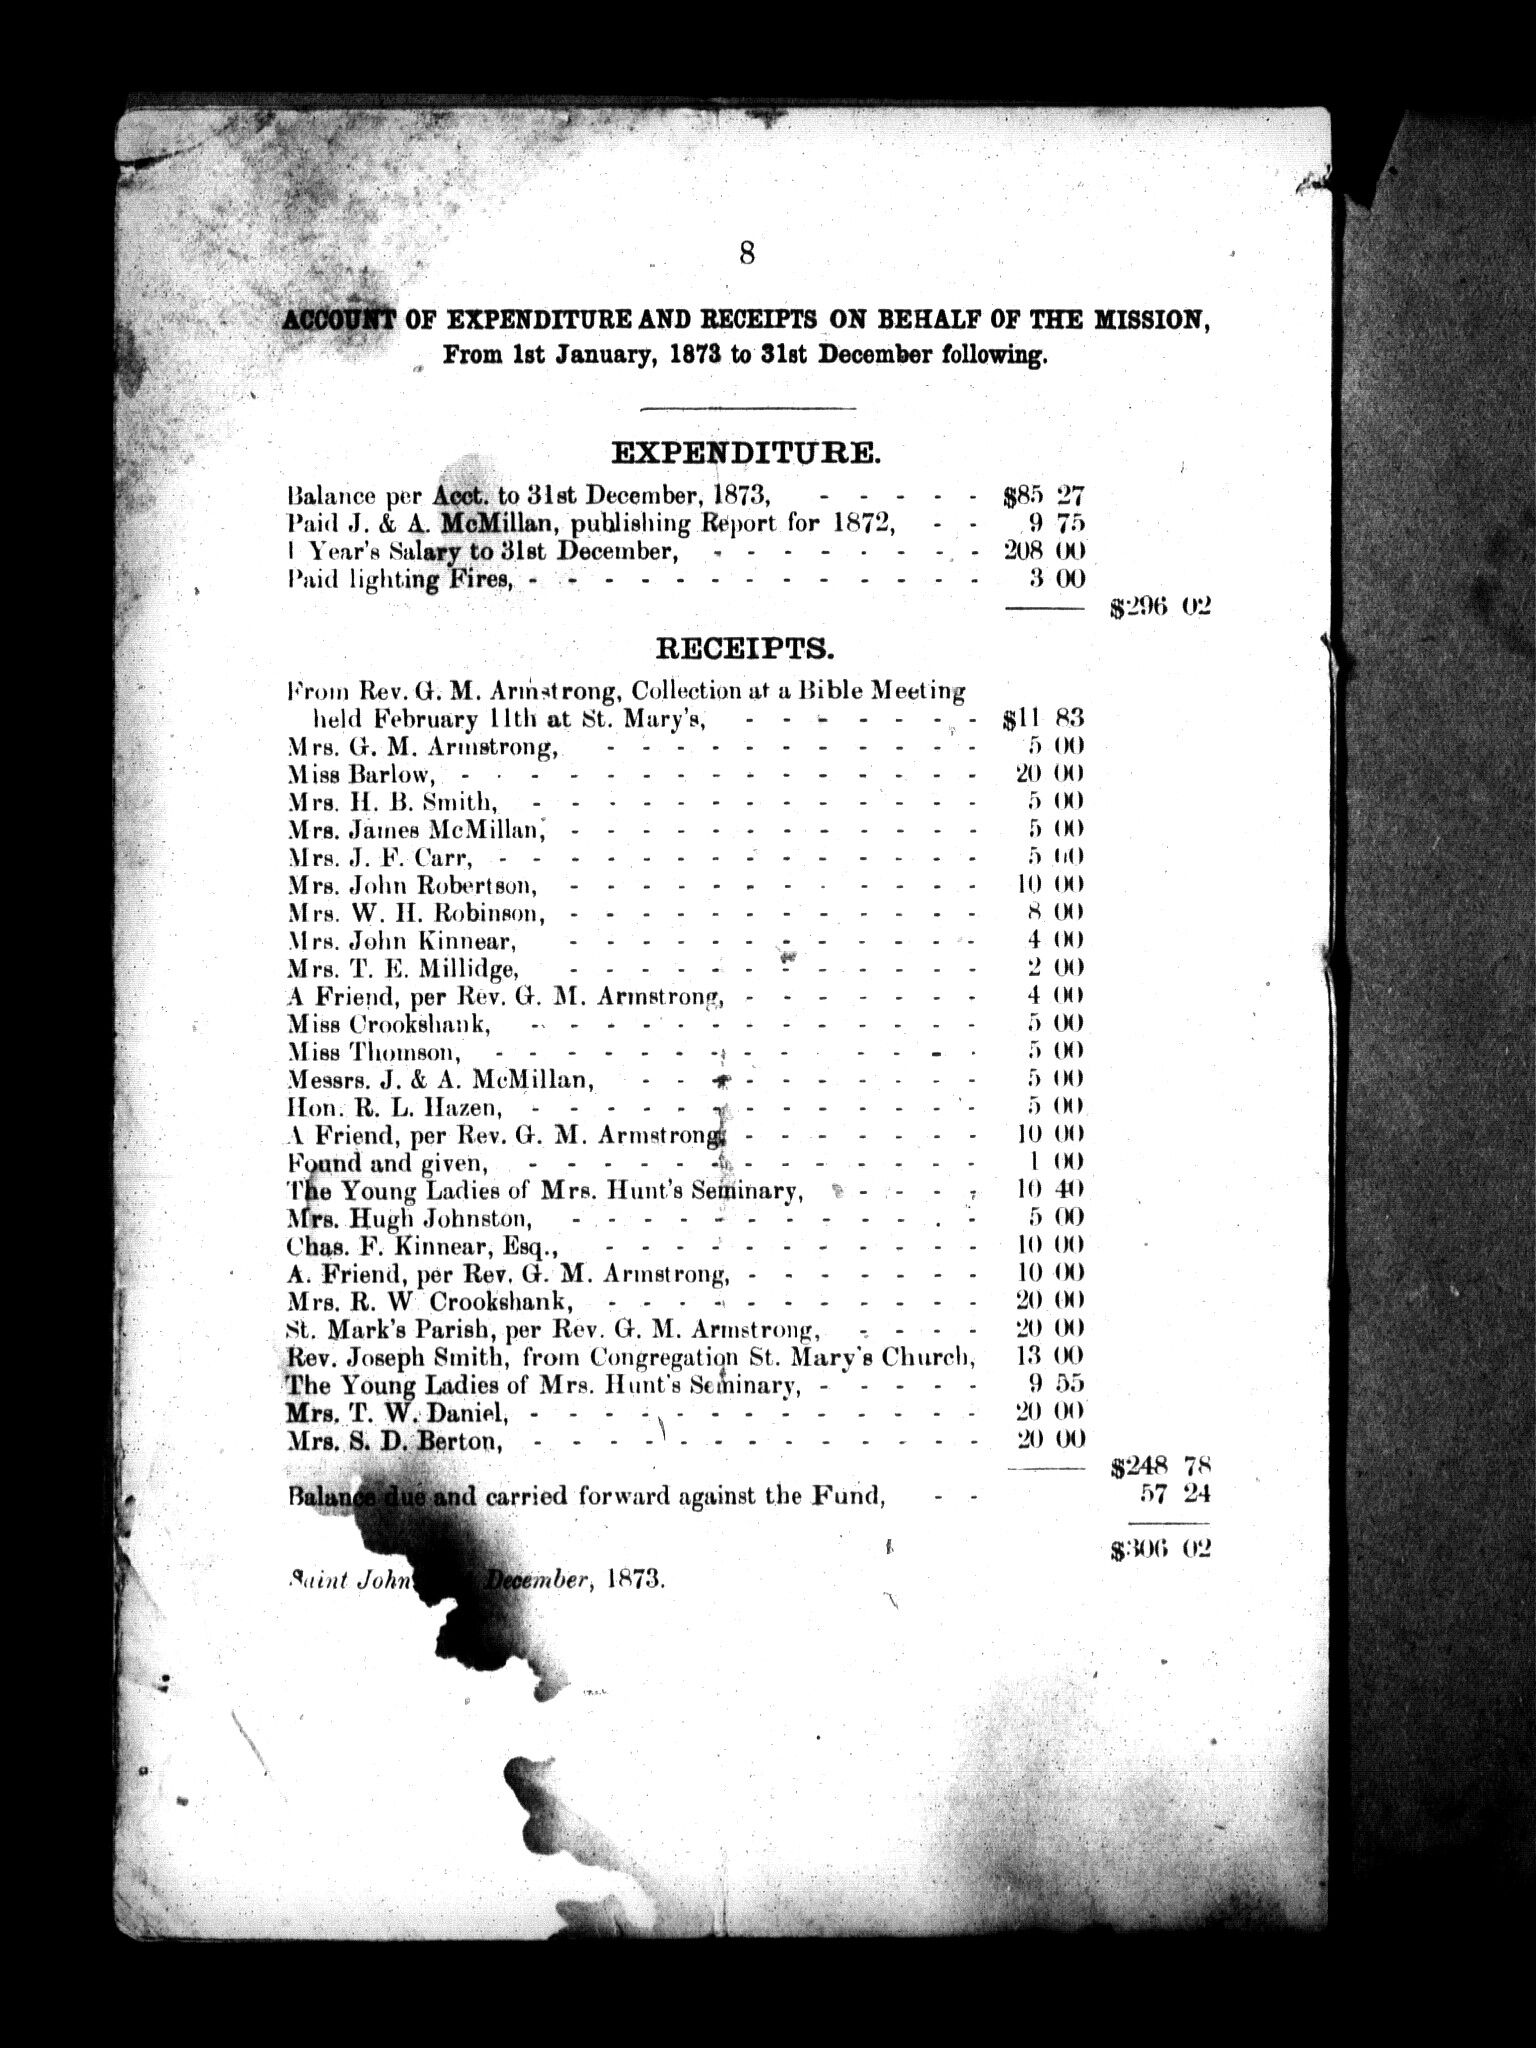 8
ACCOUNT OF EXPENDITURE AND RECEIPTS ON BEHALF OF THE MISSION,
From 1st January, 1873 to 31st December following.
EXPENDITURE.
Balance per Acct. to 31st December, 1873, - - - - - $85 27
Paid J. & A. McMillan, publishing Report for 1872, - - 9 75
1 Year's Salary to 31st December, - - - - - - - - 208 00
Paid lighting Fires, - - - - - - - - - - - - - 3 00
$296 02
RECEIPTS.
From Rev. G. M. Armstrong, Collection at a Bible Meeting
held February 11th at St. Mary's, - - - - - - - $11 83
Mrs. G. M. Armstrong, - - - - - - - - - - - 5 00
Miss Barlow, - - - - - - - - - - - - - - - 20 00
Mrs. H. B. Smith, - - - - - - - - - - - - - 5 00
Mrs. James McMillan, - - - - - - - - - - - - 5 00
Mrs. J. F. Carr, - - - - - - - - - - - - - - 5 00
Mrs. John Robertson, - - - - - - - - - - - - 10 00
Mrs. W. H. Robinson, - - - - - - - - - - - - 8 00
Mrs. John Kinnear, - - - - - - - - - - - - 4 00
Mrs. T. E. Millidge, - - - - - - - - - - - - 2 00
A Friend, per Rev. G. M. Armstrong, - - - - - - - 4 00
Miss Crookshank, - - - - - - - - - - - - - 5 00
Miss Thomson, - - - - - - - - - - - - - - 5 00
Messrs. J. & A. McMillan, - - - - - - - - - - 5 00
Hon. R. L. Hazen, - - - - - - - - - - - - - 5 00
A Friend, per Rev. G. M. Armstrong, - - - - - - - 10 00
Found and given, - - - - - - - - - - - - - 1 00
The Young Ladies of Mrs. Hunt's Seminary, - - - - - 10 40
Mrs. Hugh Johnston, - - - - - - - - - - - - 5 00
Chas. F. Kinnear, Esq., - - - - - - - - - - - 10 00
A. Friend, per Rev. G. M. Armstrong, - - - - - - - 10 00
Mrs. R. W Crookshank, - - - - - - - - - - - 20 00
St. Mark's Parish, per Rev. G. M. Armstrong, - - - - 20 00
Rev. Joseph Smith, from Congregation St. Mary's Church, 13 00
The Young Ladies of Mrs. Hunt's Seminary, - - - - - 9 55
Mrs. T. W. Daniel, - - - - - - - - - - - - - 20 00
Mrs. S. D. Berton, - - - - - - - - - - - - - 20 00
$248 78
Balance due and carried forward against the Fund, - - 57 24
$306 02
Saint John December, 1873.